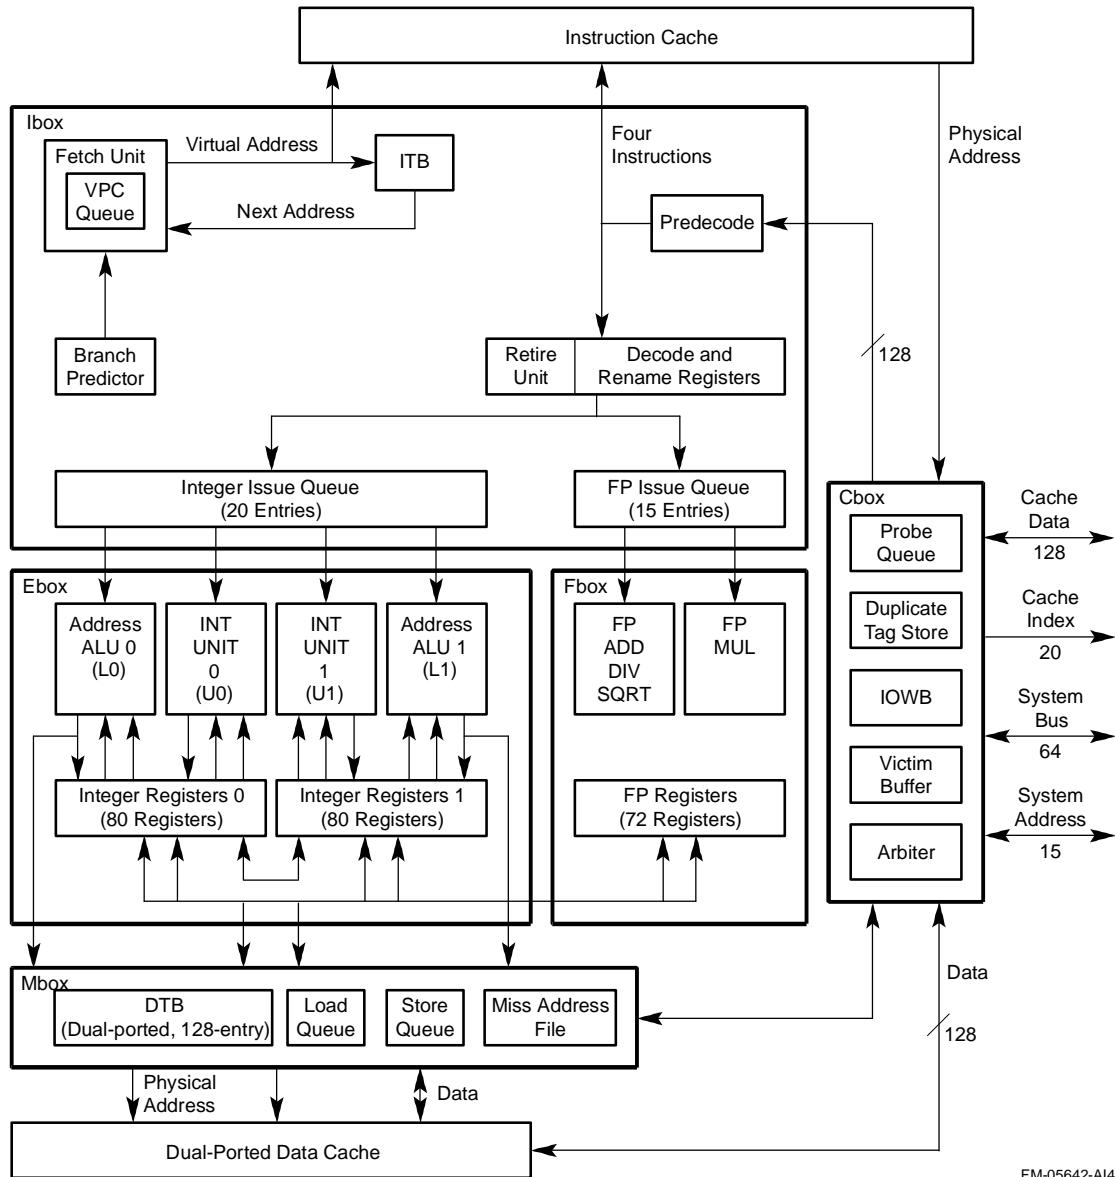 Instruction Cache
Ibox
Fetch Unit
VPC
Queue
Virtual Address
ITB
Next Address
Four
Instructions
Predecode
Physical
Address
Branch
Predictor
Retire
Unit
Decode and
Rename Registers
128
Integer Issue Queue
(20 Entries)
FP Issue Queue
(15 Entries)
Cbox
Probe
Queue
Duplicate
Tag Store
IOWB
Victim
Buffer
Arbiter
Cache
Data
128
Cache
Index
20
System
Bus
64
System
Address
15
Ebox
Address
ALU 0
(L0)
INT
UNIT
0
(U0)
INT
UNIT
1
(U1)
Address
ALU 1
(L1)
Fbox
FP
ADD
DIV
SQRT
FP
MUL
Integer Registers 0
(80 Registers)
Integer Registers 1
(80 Registers)
FP Registers
(72 Registers)
Mbox
DTB
(Dual-ported, 128-entry)
Load
Queue
Store
Queue
Miss Address
File
Data
128
Physical
Address
Data
Dual-Ported Data Cache
EM-05642-AI4